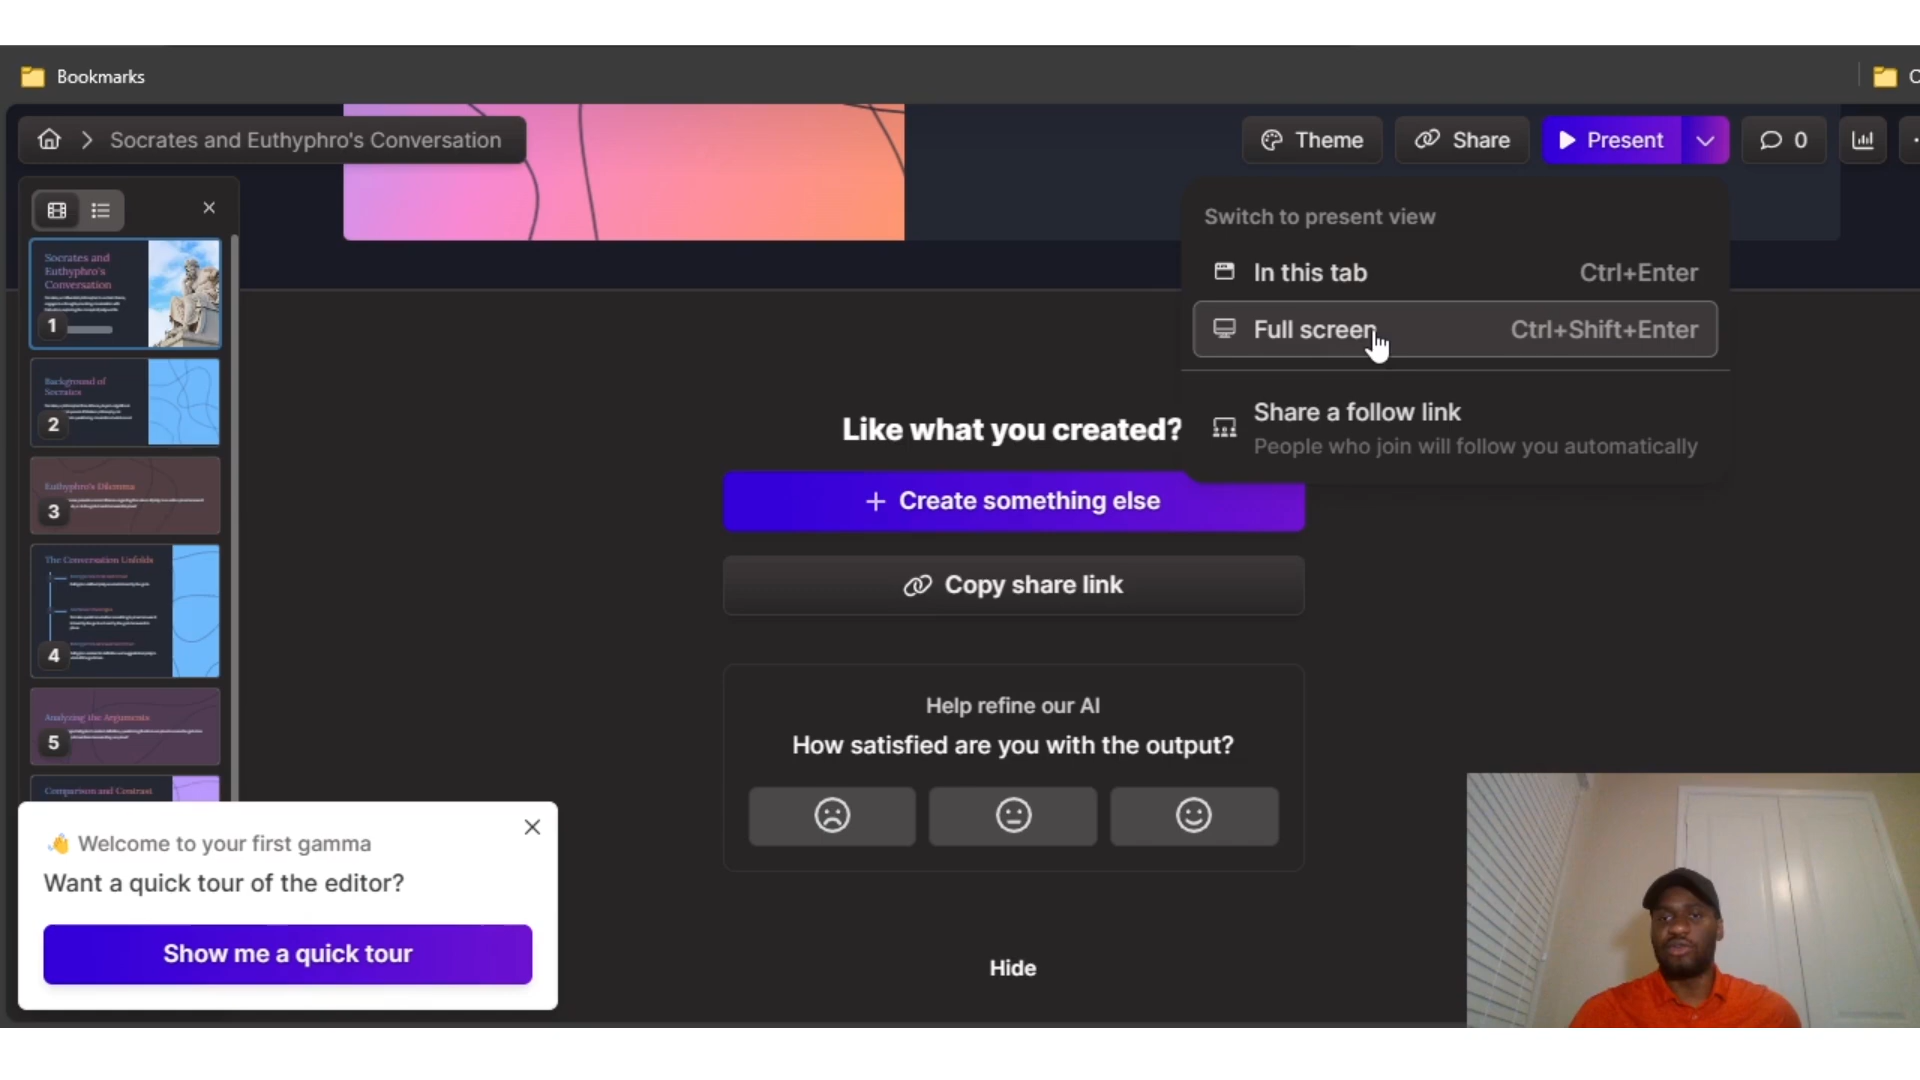 Bookmarks
Socrates and Euthyphro's Conversation
Theme
Share
Present
0
Switch to present view
In this tab Ctrl+Enter
Full screen Ctrl+Shift+Enter
Share a follow link
People who join will follow you automatically
Socrates and
Euthyphro's
Conversation
1
Background of
Socrates
2
Euthyphro's Dilemma
3
The Conversation Unfolds
4
Analyzing the Arguments
5
Comparison and Contrast
Like what you created?
+ Create something else
Copy share link
Help refine our AI
How satisfied are you with the output?
Hide
👋 Welcome to your first gamma
Want a quick tour of the editor?
Show me a quick tour